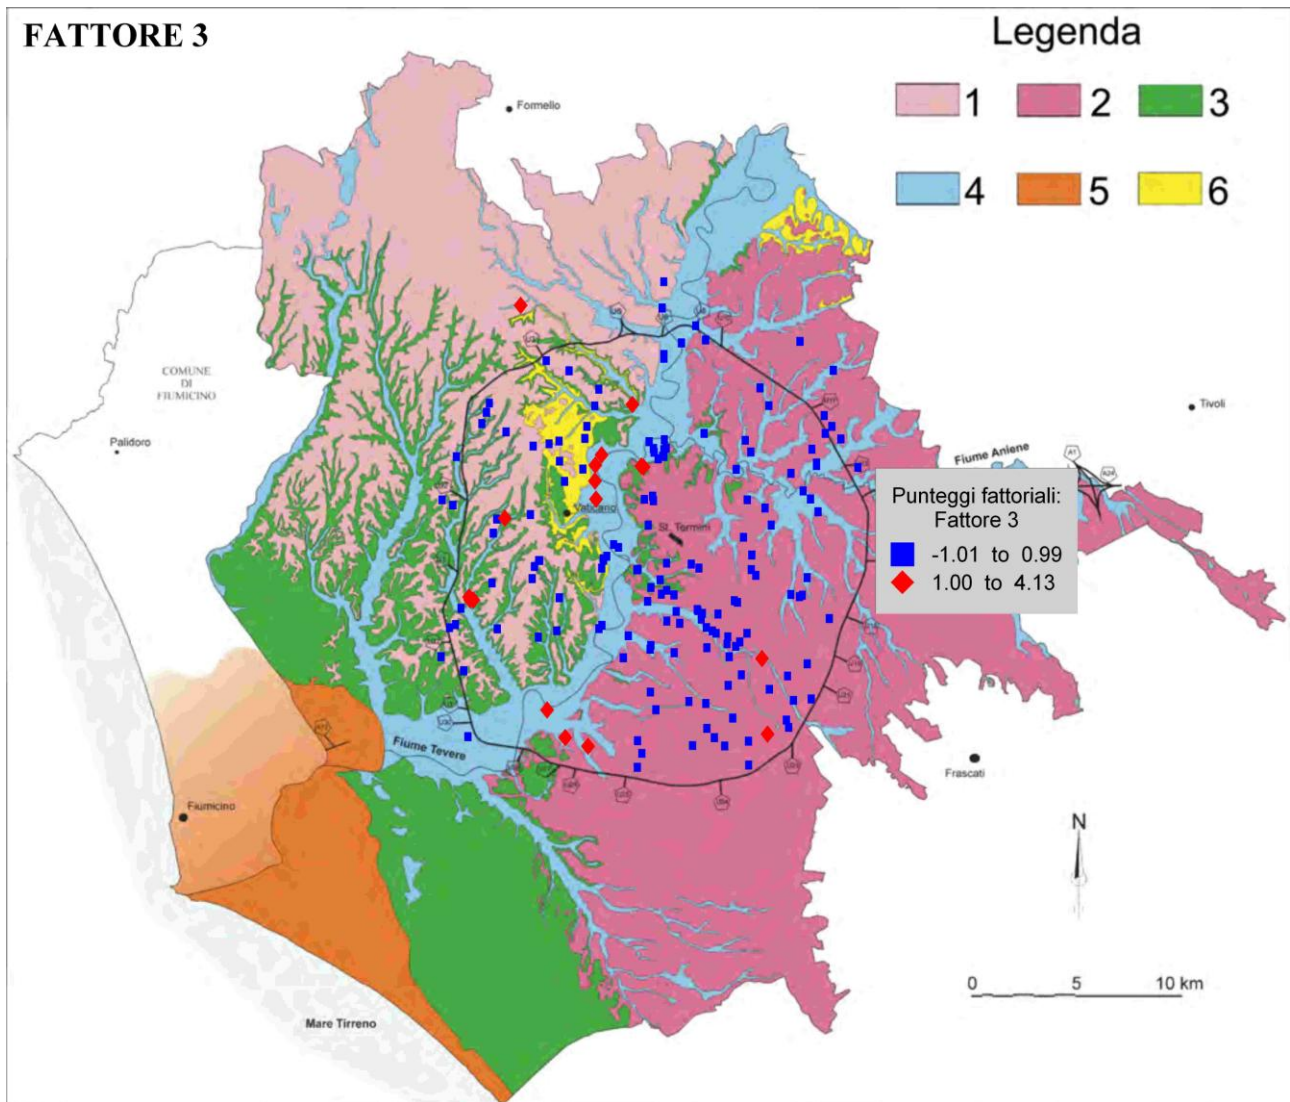 FATTORE 3
Legenda
1 2 3
4 5 6
Formello
COMUNE
DI
FIUMICINO
Palidoro
Tivoli
Fiume Aniene
A1
A24
Punteggi fattoriali:
Fattore 3
-1.01 to 0.99
1.00 to 4.13
Vaticano
St. Termini
Fiume Tevere
Frascati
Fiumicino
N
0 5 10 km
Mare Tirreno